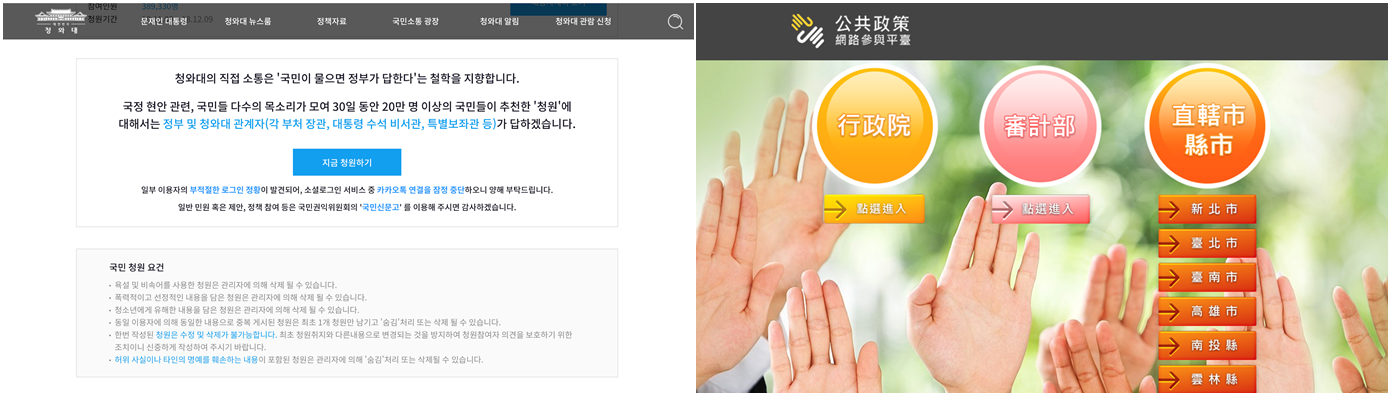 참여인원
389,330명
청원기간
12.09
대한민국
청 와 대
문재인 대통령
청와대 뉴스룸
정책자료
국민소통 광장
청와대 알림
청와대 관람 신청
청와대의 직접 소통은 '국민이 물으면 정부가 답한다'는 철학을 지향합니다.
국정 현안 관련, 국민들 다수의 목소리가 모여 30일 동안 20만 명 이상의 국민들이 추천한 '청원'에
대해서는 정부 및 청와대 관계자(각 부처 장관, 대통령 수석 비서관, 특별보좌관 등)가 답하겠습니다.
지금 청원하기
일부 이용자의 부적절한 로그인 정황이 발견되어, 소셜로그인 서비스 중 카카오톡 연결을 잠정 중단하오니 양해 부탁드립니다.
일반 민원 혹은 제안, 정책 참여 등은 국민권익위원회의 '국민신문고' 를 이용해 주시면 감사하겠습니다.
국민 청원 요건
욕설 및 비속어를 사용한 청원은 관리자에 의해 삭제 될 수 있습니다.
폭력적이고 선정적인 내용을 담은 청원은 관리자에 의해 삭제 될 수 있습니다.
청소년에게 유해한 내용을 담은 청원은 관리자에 의해 삭제 될 수 있습니다.
동일 이용자에 의해 동일한 내용으로 중복 게시된 청원은 최초 1개 청원만 남기고 '숨김'처리 또는 삭제 될 수 있습니다.
한번 작성된 청원은 수정 및 삭제가 불가능합니다. 최초 청원취지와 다른내용으로 변경되는 것을 방지하여 청원참여자 의견을 보호하기 위한
조치이니 신중하게 작성하여 주시기 바랍니다.
허위 사실이나 타인의 명예를 훼손하는 내용이 포함된 청원은 관리자에 의해 '숨김'처리 또는 삭제될 수 있습니다.
公共政策
網路參與平臺
行政院
點選進入
審計部
點選進入
直轄市
縣市
新北市
臺北市
臺南市
高雄市
南投縣
雲林縣